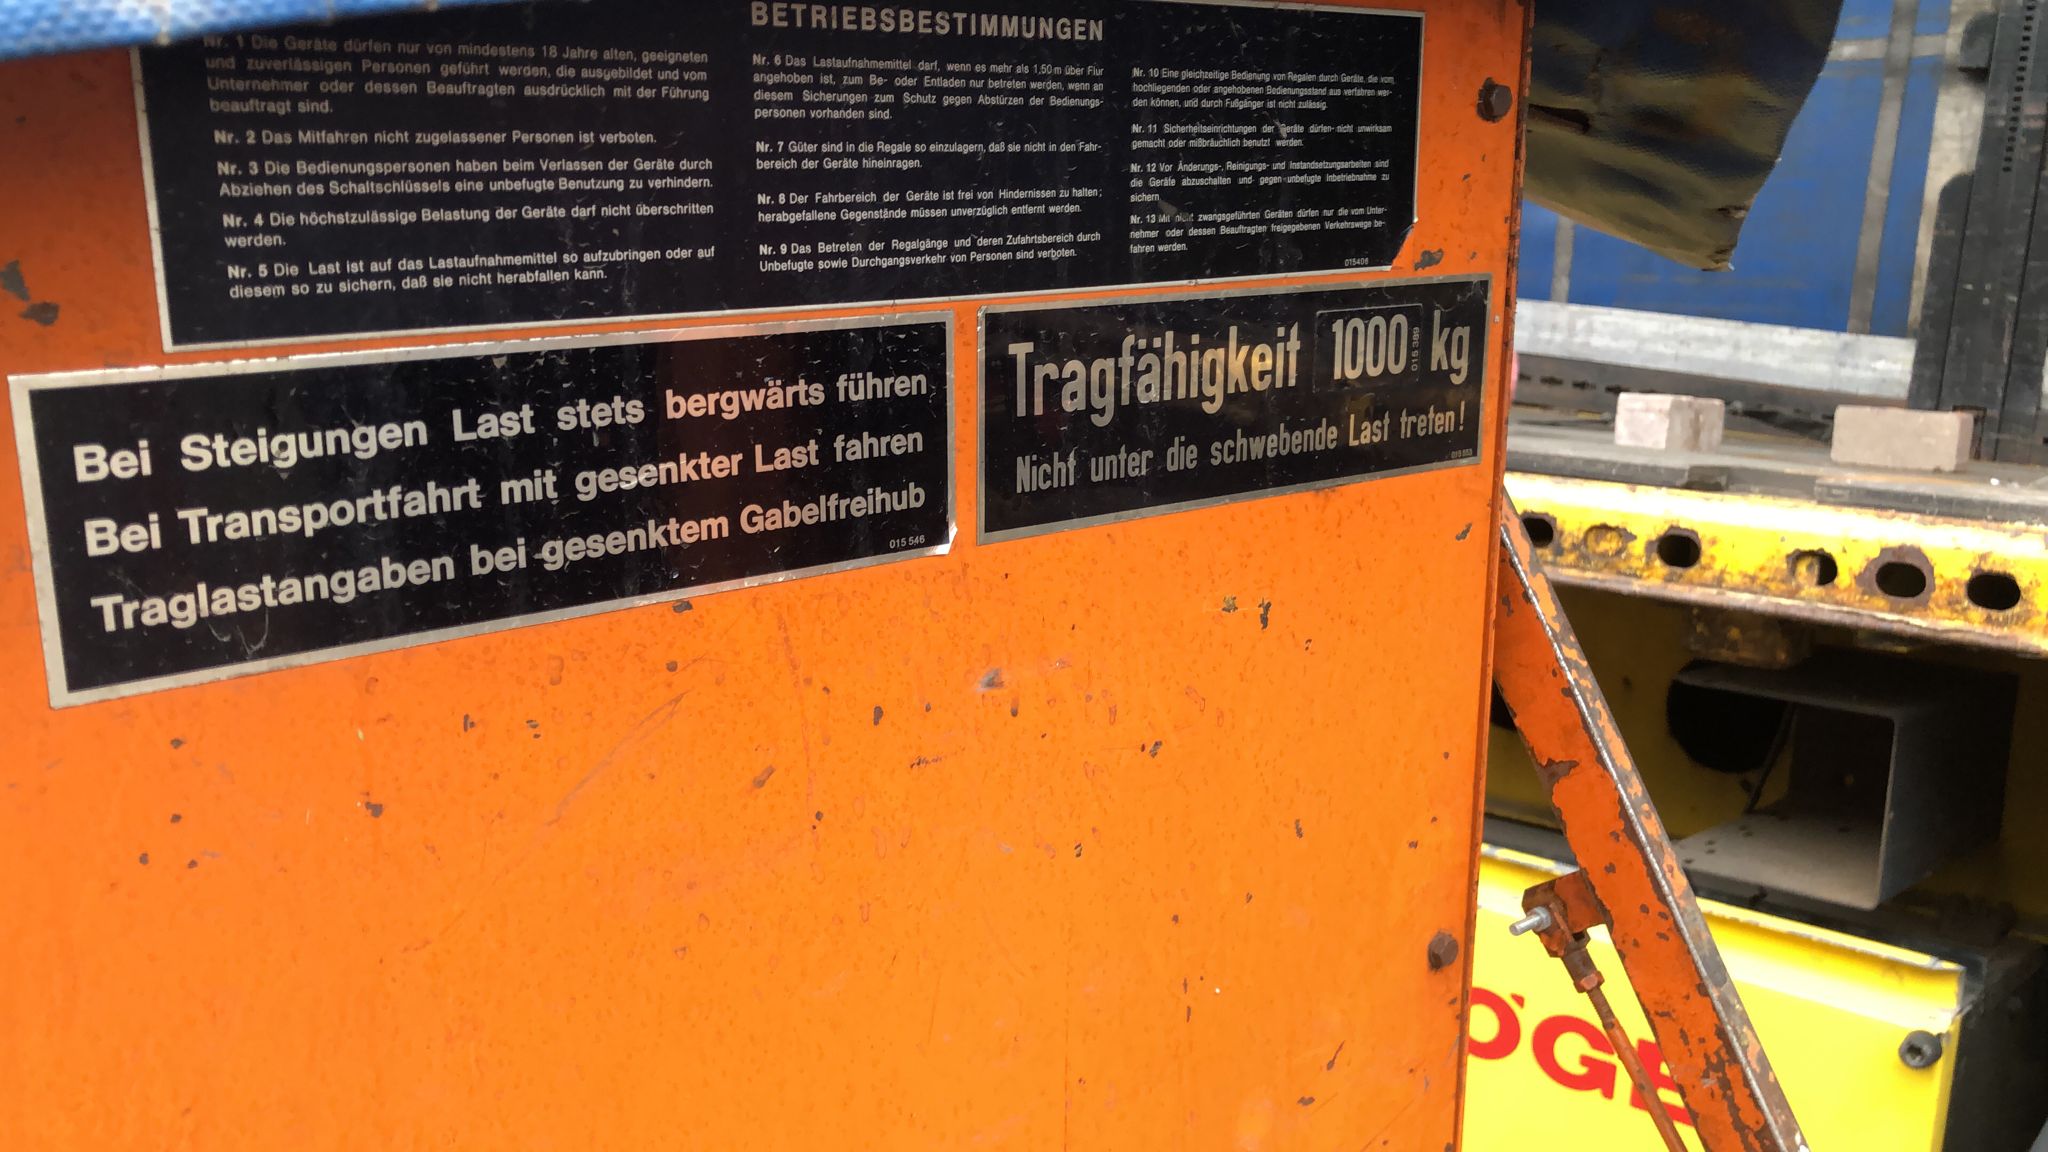 BETRIEBSBESTIMMUNGEN
Nr. 1 Die Geräte dürfen nur von mindestens 18 Jahre alten, geeigneten
und zuverlässigen Personen geführt werden, die ausgebildet und vom
Unternehmer oder dessen Beauftragten ausdrücklich mit der Führung
beauftragt sind.
Nr. 2 Das Mitfahren nicht zugelassener Personen ist verboten.
Nr. 3 Die Bedienungspersonen haben beim Verlassen der Geräte durch
Abziehen des Schaltschlüssels eine unbefugte Benutzung zu verhindern.
Nr. 4 Die höchstzulässige Belastung der Geräte darf nicht überschritten
werden.
Nr. 5 Die Last ist auf das Lastaufnahmemittel so aufzubringen oder auf
diesem so zu sichern, daß sie nicht herabfallen kann.
Nr. 6 Das Lastaufnahmemittel darf, wenn es mehr als 1,50 m über Flur
angehoben ist, zum Be- oder Entladen nur betreten werden, wenn an
diesem Sicherungen zum Schutz gegen Abstürzen der Bedienungs-
personen vorhanden sind.
Nr. 7 Güter sind in die Regale so einzulagern, daß sie nicht in den Fahr-
bereich der Geräte hineinragen.
Nr. 8 Der Fahrbereich der Geräte ist frei von Hindernissen zu halten;
herabgefallene Gegenstände müssen unverzüglich entfernt werden.
Nr. 9 Das Betreten der Regalgänge und deren Zufahrtsbereich durch
Unbefugte sowie Durchgangsverkehr von Personen sind verboten.
Nr. 10 Eine gleichzeitige Bedienung von Regalen durch Geräte, die vom
hochliegenden oder angehobenen Bedienungsstand aus verfahren wer-
den können, und durch Fußgänger ist nicht zulässig.
Nr. 11 Sicherheitseinrichtungen der Geräte dürfen nicht unwirksam
gemacht oder mißbräuchlich benutzt werden.
Nr. 12 Vor Änderungs-, Reinigungs- und Instandsetzungsarbeiten sind
die Geräte abzuschalten und gegen unbefugte Inbetriebnahme zu
sichern.
Nr. 13 Mit nicht zwangsgeführten Geräten dürfen nur die vom Unter-
nehmer oder dessen Beauftragten freigegebenen Verkehrswege be-
fahren werden.
015406
Bei Steigungen Last stets bergwärts führen
Bei Transportfahrt mit gesenkter Last fahren
Traglastangaben bei gesenktem Gabelfreihub
015 546
Tragfähigkeit 1000 kg
015 389
Nicht unter die schwebende Last treten!
ÖGE